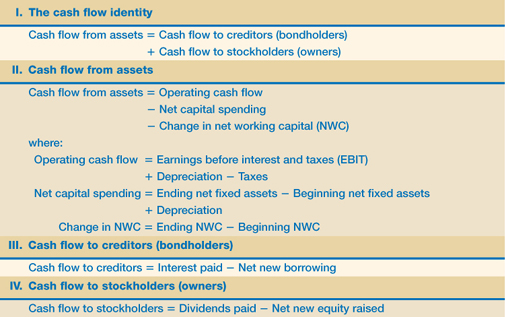 I. The cash flow identity
Cash flow from assets = Cash flow to creditors (bondholders)
+ Cash flow to stockholders (owners)
II. Cash flow from assets
Cash flow from assets = Operating cash flow
− Net capital spending
− Change in net working capital (NWC)
where:
Operating cash flow = Earnings before interest and taxes (EBIT)
+ Depreciation − Taxes
Net capital spending = Ending net fixed assets − Beginning net fixed assets
+ Depreciation
Change in NWC = Ending NWC − Beginning NWC
III. Cash flow to creditors (bondholders)
Cash flow to creditors = Interest paid − Net new borrowing
IV. Cash flow to stockholders (owners)
Cash flow to stockholders = Dividends paid − Net new equity raised